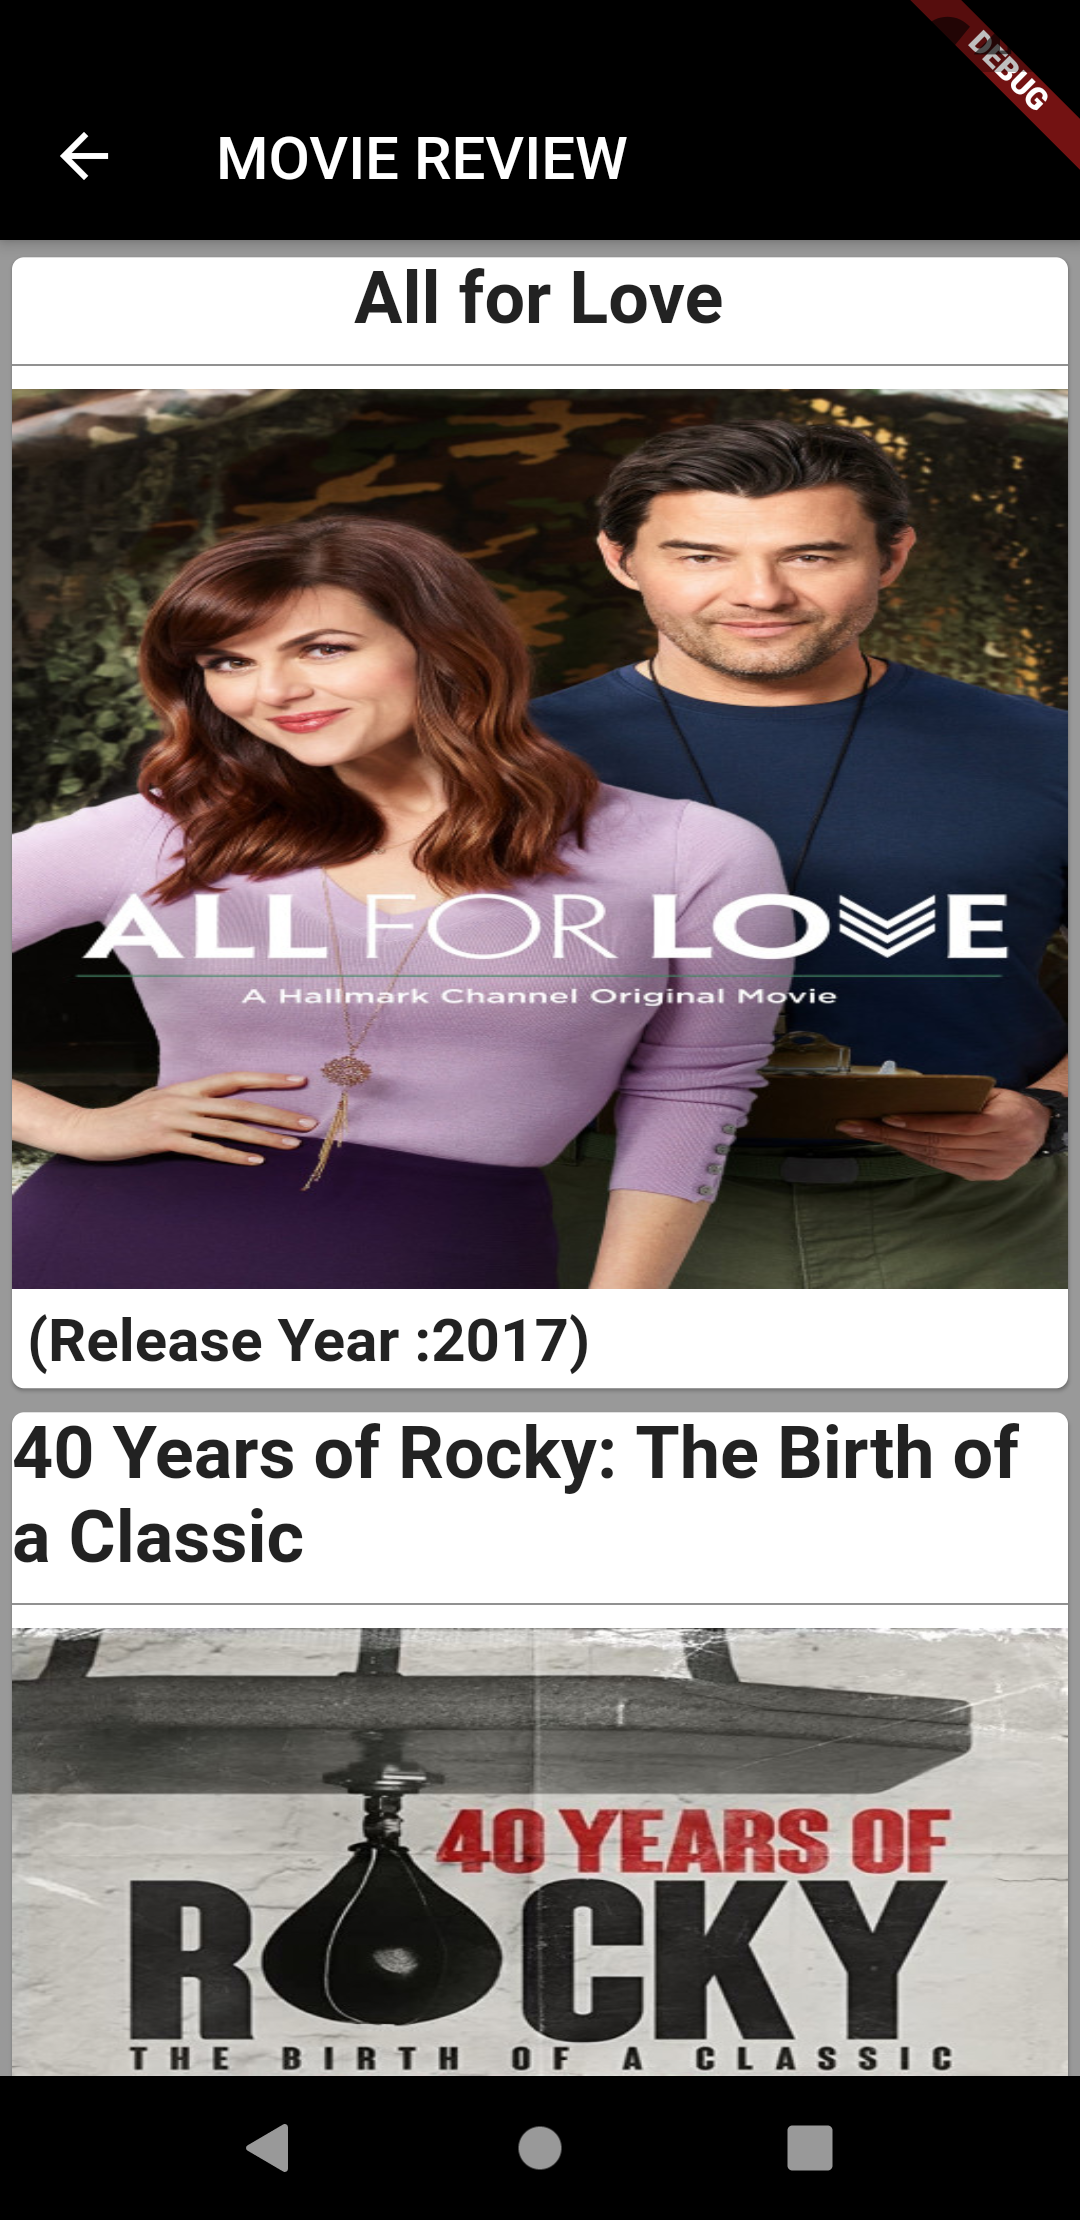 DEBUG
MOVIE REVIEW
All for Love
ALL FOR LOVE
A Hallmark Channel Original Movie
(Release Year :2017)
40 Years of Rocky: The Birth of
a Classic
40 YEARS OF
ROCKY
THE BIRTH OF A CLASSIC